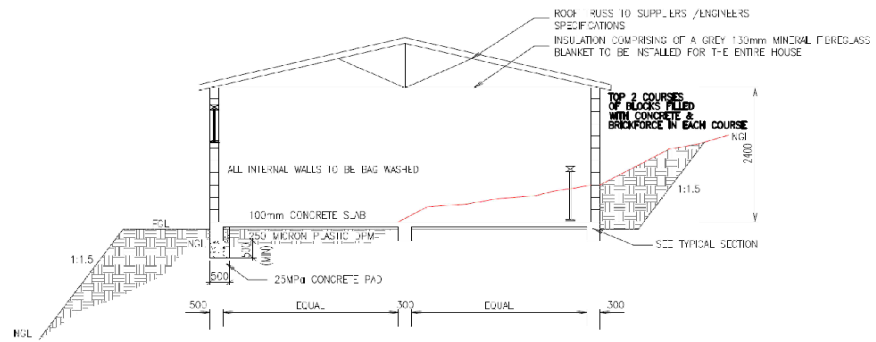 ROOF TRUSS TO SUPPLIERS /ENGINEERS
SPECIFICATIONS
INSULATION COMPRISING OF A GREY 130mm MINERAL FIBREGLASS
BLANKET TO BE INSTALLED FOR THE ENTIRE HOUSE
TOP 2 COURSES
OF BLOCKS FILLED
WITH CONCRETE &
BRICKFORCE IN EACH COURSE
NGL
2400
ALL INTERNAL WALLS TO BE BAG WASHED
1:1.5
100mm CONCRETE SLAB
FGL
250 MICRON PLASTIC DPM
NGL
SEE TYPICAL SECTION
1:1.5
500
(MIN)
500
25MPa CONCRETE PAD
500
EQUAL
300
EQUAL
300
NGL